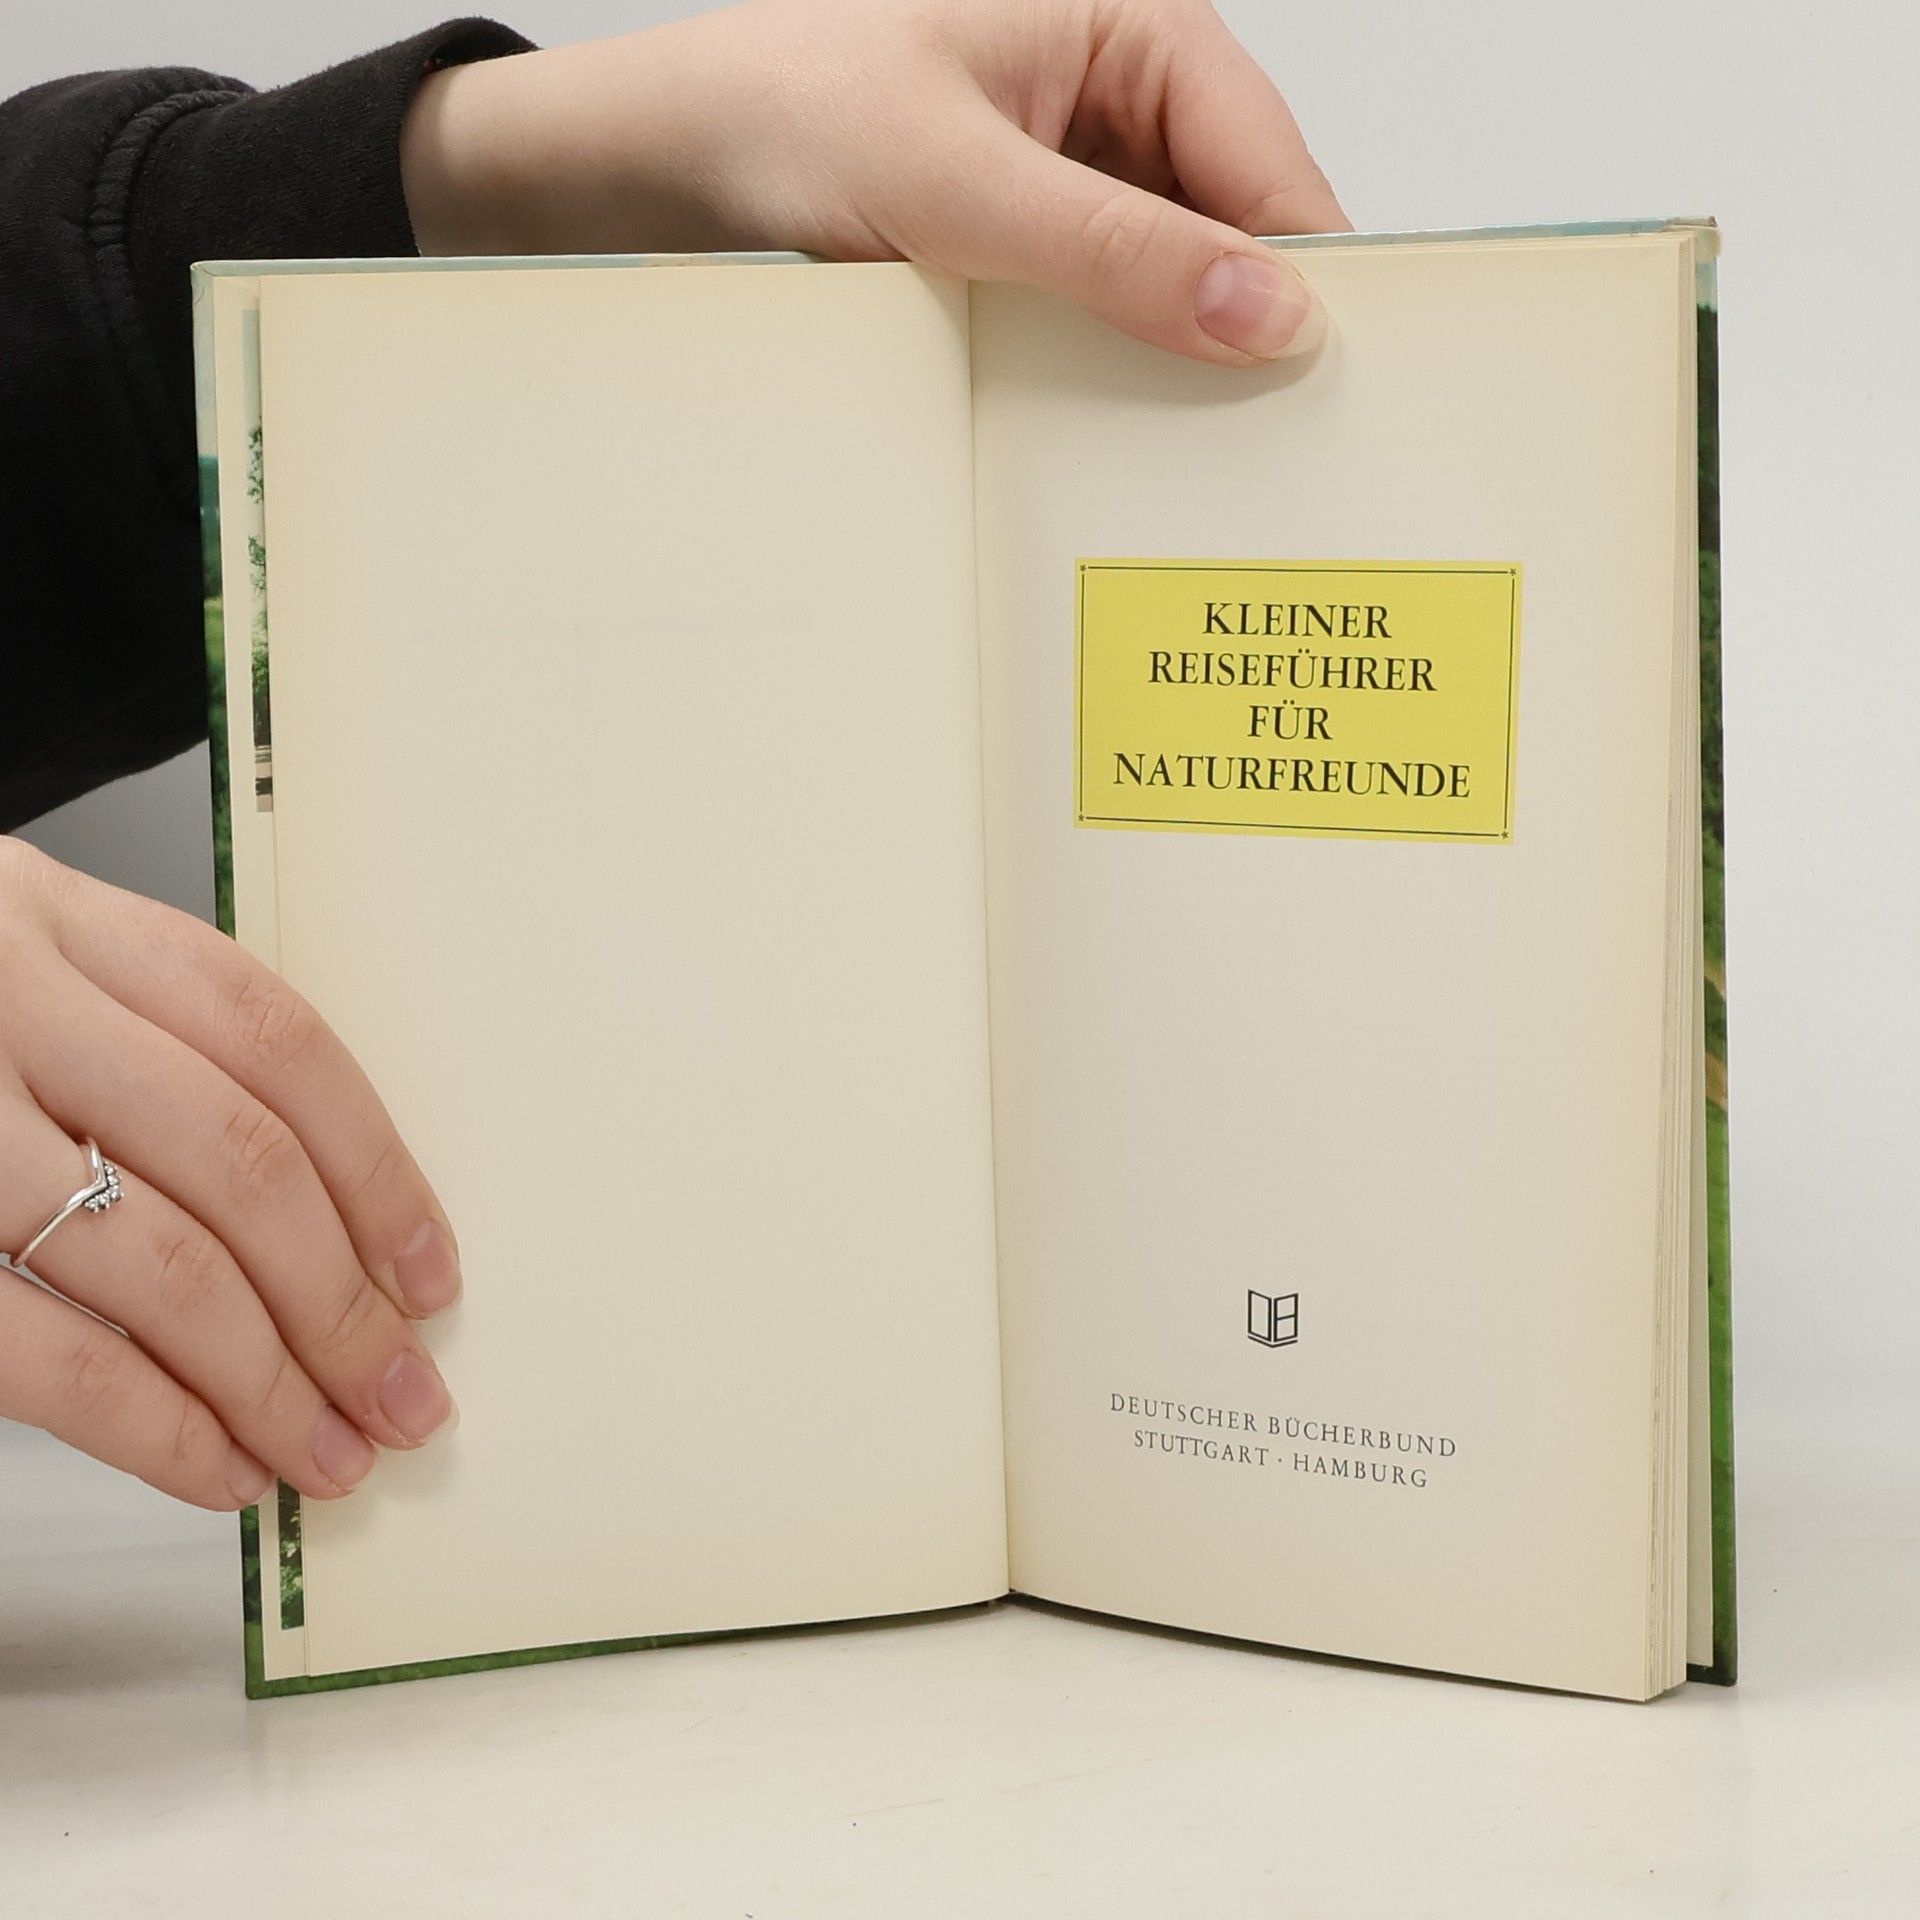 KLEINER
REISEFÜHRER
FÜR
NATURFREUNDE
DEUTSCHER BÜCHERBUND
STUTTGART · HAMBURG